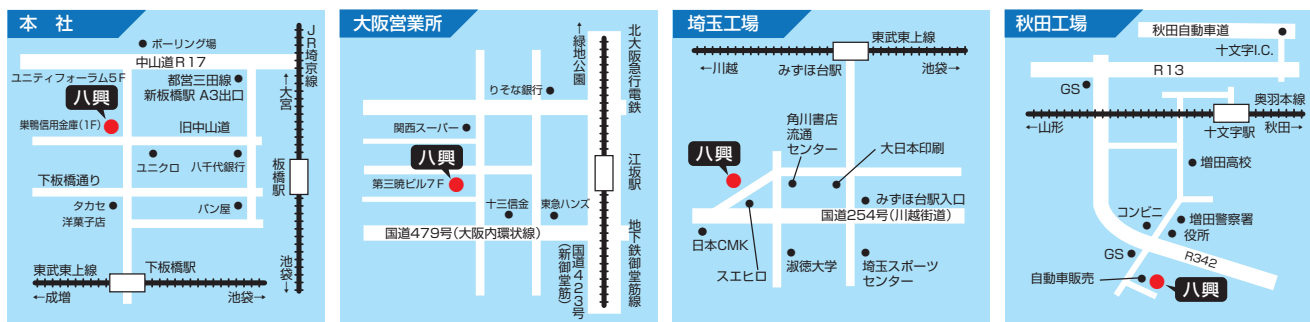 本 社
ボーリング場
中山道R17
ユニティフォーラム5F
都営三田線
新板橋駅 A3出口
八興
巣鴨信用金庫(1F)
旧中山道
ユニクロ
八千代銀行
下板橋通り
タカセ
洋菓子店
パン屋
東武東上線
下板橋駅
←成増
池袋→
JR埼京線
←大宮
板橋駅
池袋→
大阪営業所
←緑地公園
北大阪急行電鉄
りそな銀行
関西スーパー
八興
第三暁ビル7F
江坂駅
十三信金
東急ハンズ
国道479号(大阪内環状線)
国道423号
(新御堂筋)
地下鉄御堂筋線
埼玉工場
東武東上線
←川越
みずほ台駅
池袋→
角川書店
流通
センター
大日本印刷
八興
みずほ台駅入口
国道254号(川越街道)
日本CMK
スエヒロ
淑徳大学
埼玉スポーツ
センター
秋田工場
秋田自動車道
十文字I.C.
R13
GS
奥羽本線
←山形
十文字駅
秋田→
増田高校
コンビニ
増田警察署
役所
GS
R342
自動車販売
八興